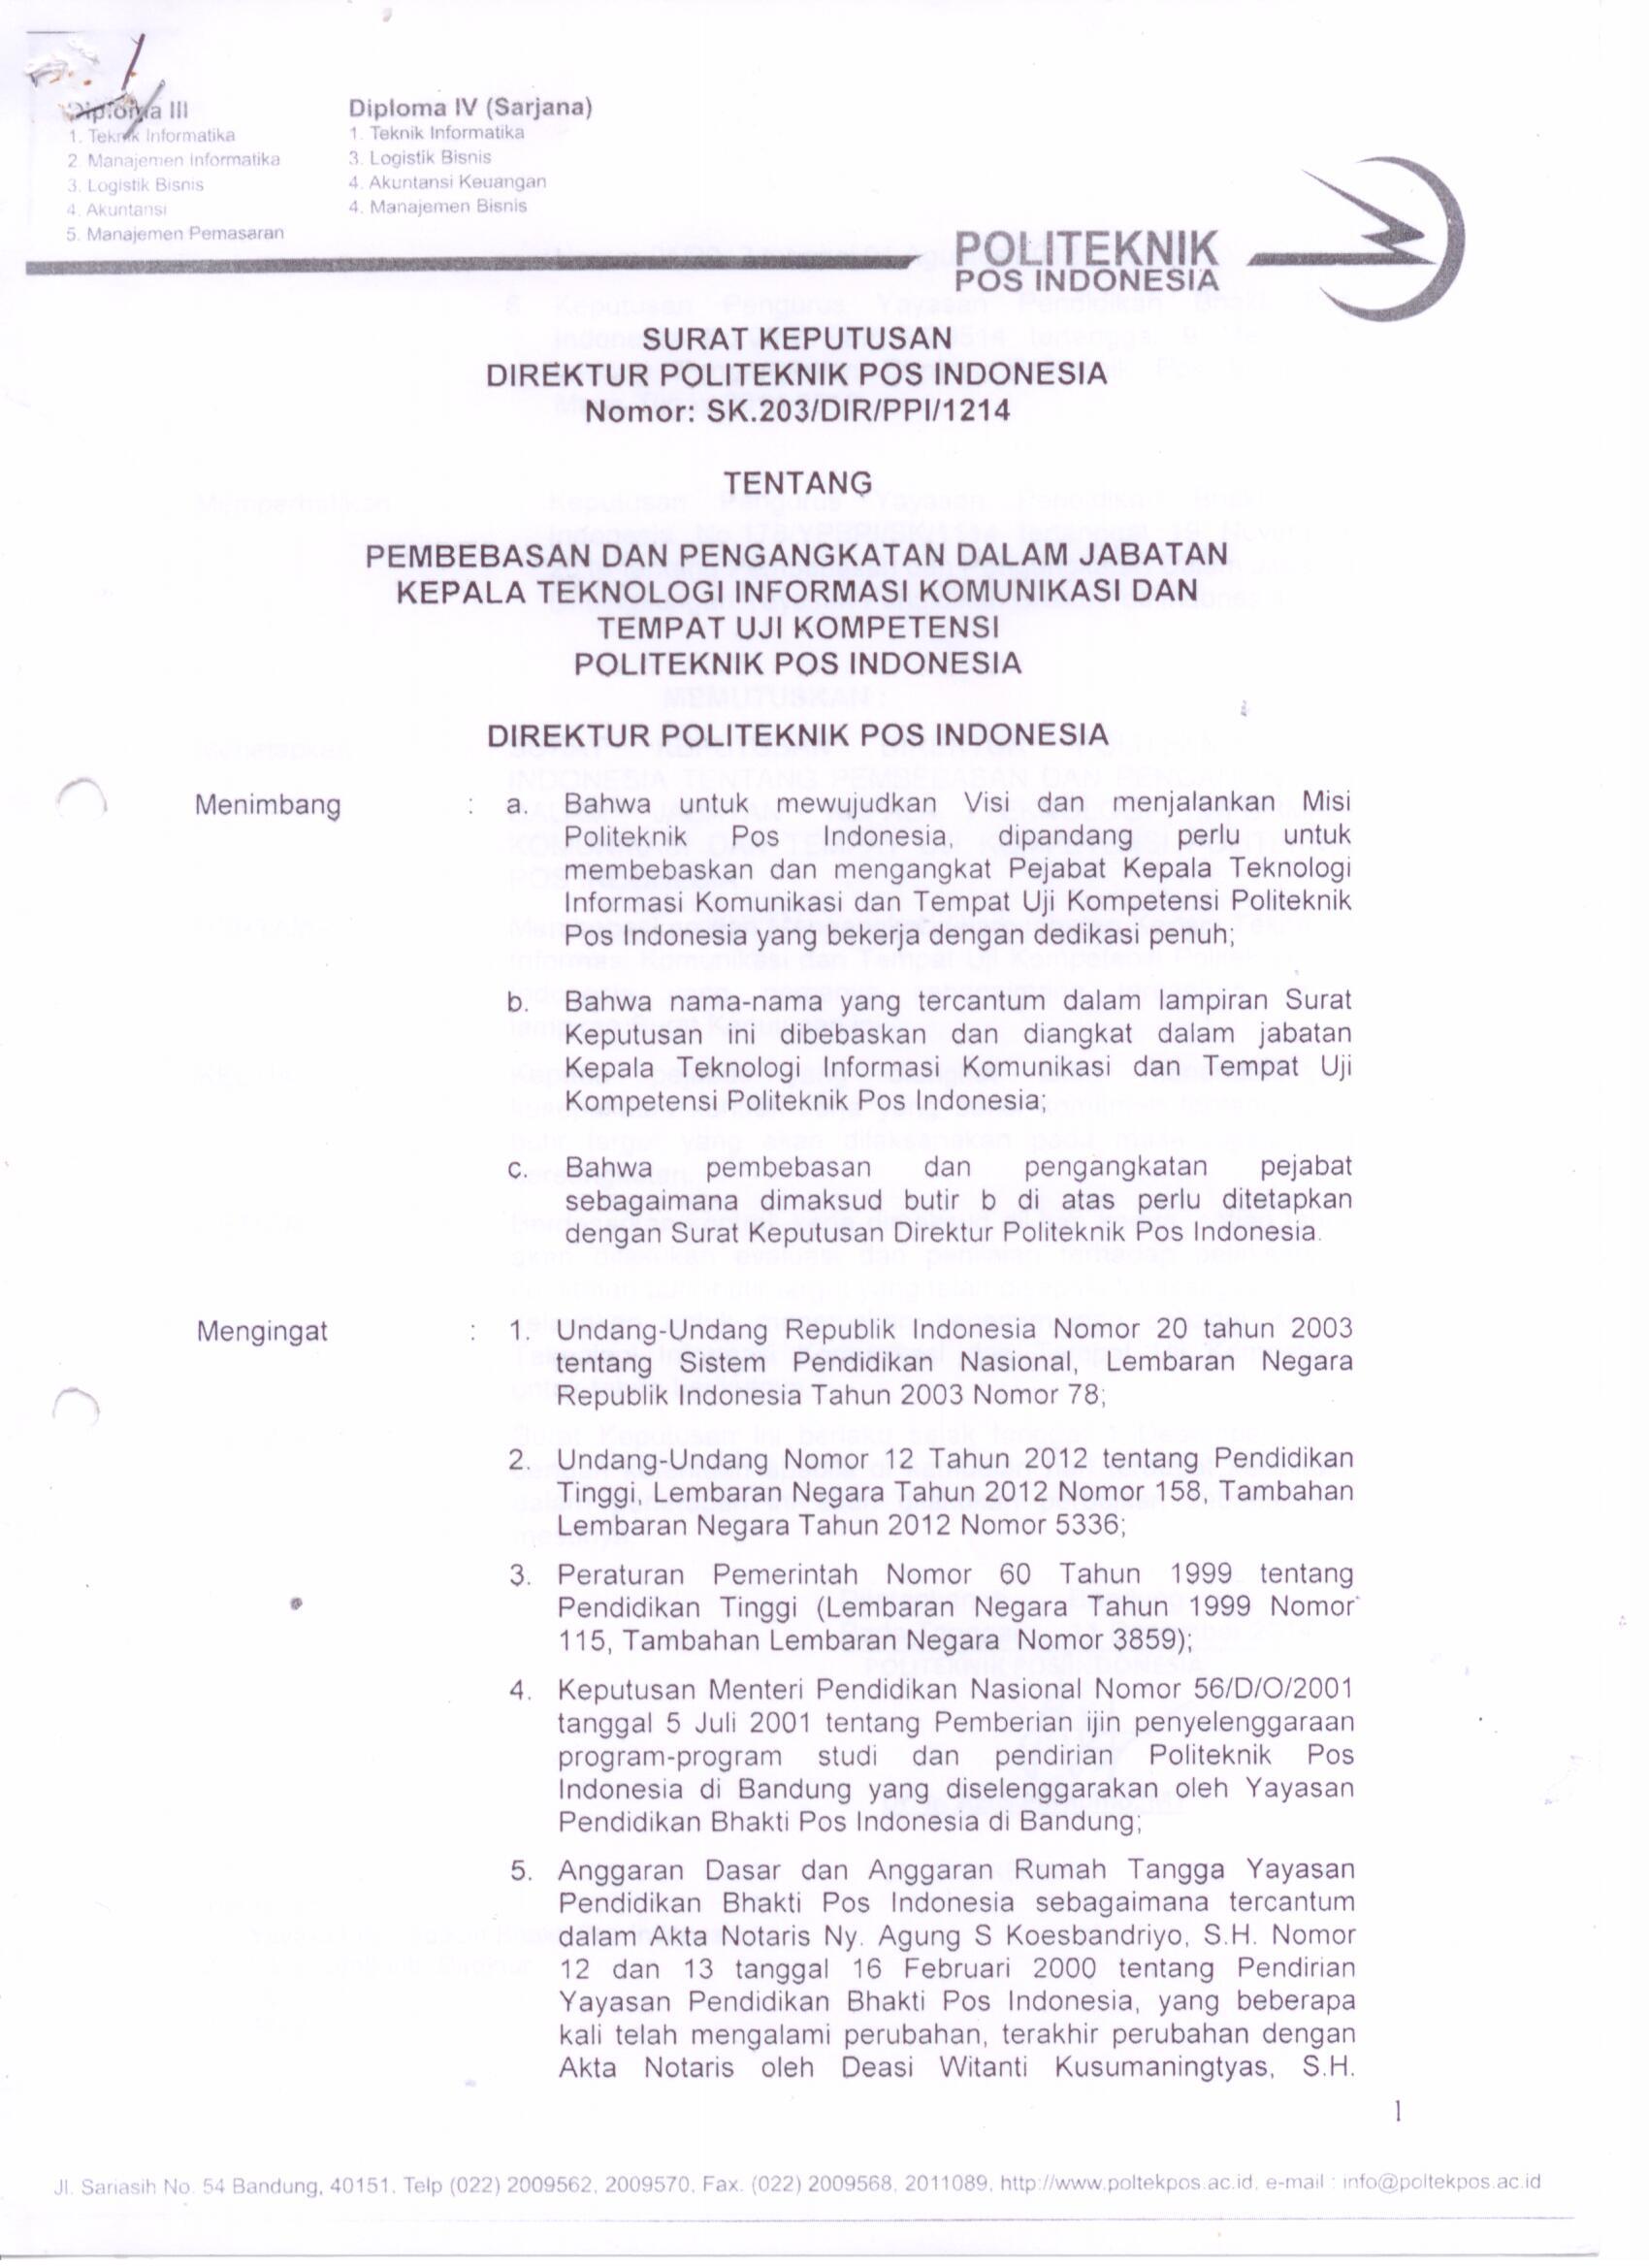 Diploma III
1. Teknik Informatika
2 Manajemen Informatika
3. Logistik Bisnis
4. Akuntansi
5. Manajemen Pemasaran
Diploma IV (Sarjana)
1. Teknik Informatika
3. Logistik Bisnis
4. Akuntansi Keuangan
4. Manajemen Bisnis
POLITEKNIK
POS INDONESIA
SURAT KEPUTUSAN
DIREKTUR POLITEKNIK POS INDONESIA
Nomor: SK.203/DIR/PPI/1214
TENTANG
PEMBEBASAN DAN PENGANGKATAN DALAM JABATAN
KEPALA TEKNOLOGI INFORMASI KOMUNIKASI DAN
TEMPAT UJI KOMPETENSI
POLITEKNIK POS INDONESIA
DIREKTUR POLITEKNIK POS INDONESIA
Menimbang : a. Bahwa untuk mewujudkan Visi dan menjalankan Misi
Politeknik Pos Indonesia, dipandang perlu untuk
membebaskan dan mengangkat Pejabat Kepala Teknologi
Informasi Komunikasi dan Tempat Uji Kompetensi Politeknik
Pos Indonesia yang bekerja dengan dedikasi penuh;
b. Bahwa nama-nama yang tercantum dalam lampiran Surat
Keputusan ini dibebaskan dan diangkat dalam jabatan
Kepala Teknologi Informasi Komunikasi dan Tempat Uji
Kompetensi Politeknik Pos Indonesia;
c. Bahwa pembebasan dan pengangkatan pejabat
sebagaimana dimaksud butir b di atas perlu ditetapkan
dengan Surat Keputusan Direktur Politeknik Pos Indonesia.
Mengingat : 1. Undang-Undang Republik Indonesia Nomor 20 tahun 2003
tentang Sistem Pendidikan Nasional, Lembaran Negara
Republik Indonesia Tahun 2003 Nomor 78;
2. Undang-Undang Nomor 12 Tahun 2012 tentang Pendidikan
Tinggi, Lembaran Negara Tahun 2012 Nomor 158, Tambahan
Lembaran Negara Tahun 2012 Nomor 5336;
3. Peraturan Pemerintah Nomor 60 Tahun 1999 tentang
Pendidikan Tinggi (Lembaran Negara Tahun 1999 Nomor
115, Tambahan Lembaran Negara Nomor 3859);
4. Keputusan Menteri Pendidikan Nasional Nomor 56/D/O/2001
tanggal 5 Juli 2001 tentang Pemberian ijin penyelenggaraan
program-program studi dan pendirian Politeknik Pos
Indonesia di Bandung yang diselenggarakan oleh Yayasan
Pendidikan Bhakti Pos Indonesia di Bandung;
5. Anggaran Dasar dan Anggaran Rumah Tangga Yayasan
Pendidikan Bhakti Pos Indonesia sebagaimana tercantum
dalam Akta Notaris Ny. Agung S Koesbandriyo, S.H. Nomor
12 dan 13 tanggal 16 Februari 2000 tentang Pendirian
Yayasan Pendidikan Bhakti Pos Indonesia, yang beberapa
kali telah mengalami perubahan, terakhir perubahan dengan
Akta Notaris oleh Deasi Witanti Kusumaningtyas, S.H.
1
Jl. Sariasih No. 54 Bandung, 40151, Telp (022) 2009562, 2009570, Fax. (022) 2009568, 2011089, http://www.poltekpos.ac.id, e-mail : info@poltekpos.ac.id